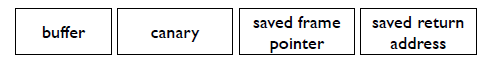 buffer
canary
saved frame
pointer
saved return
address